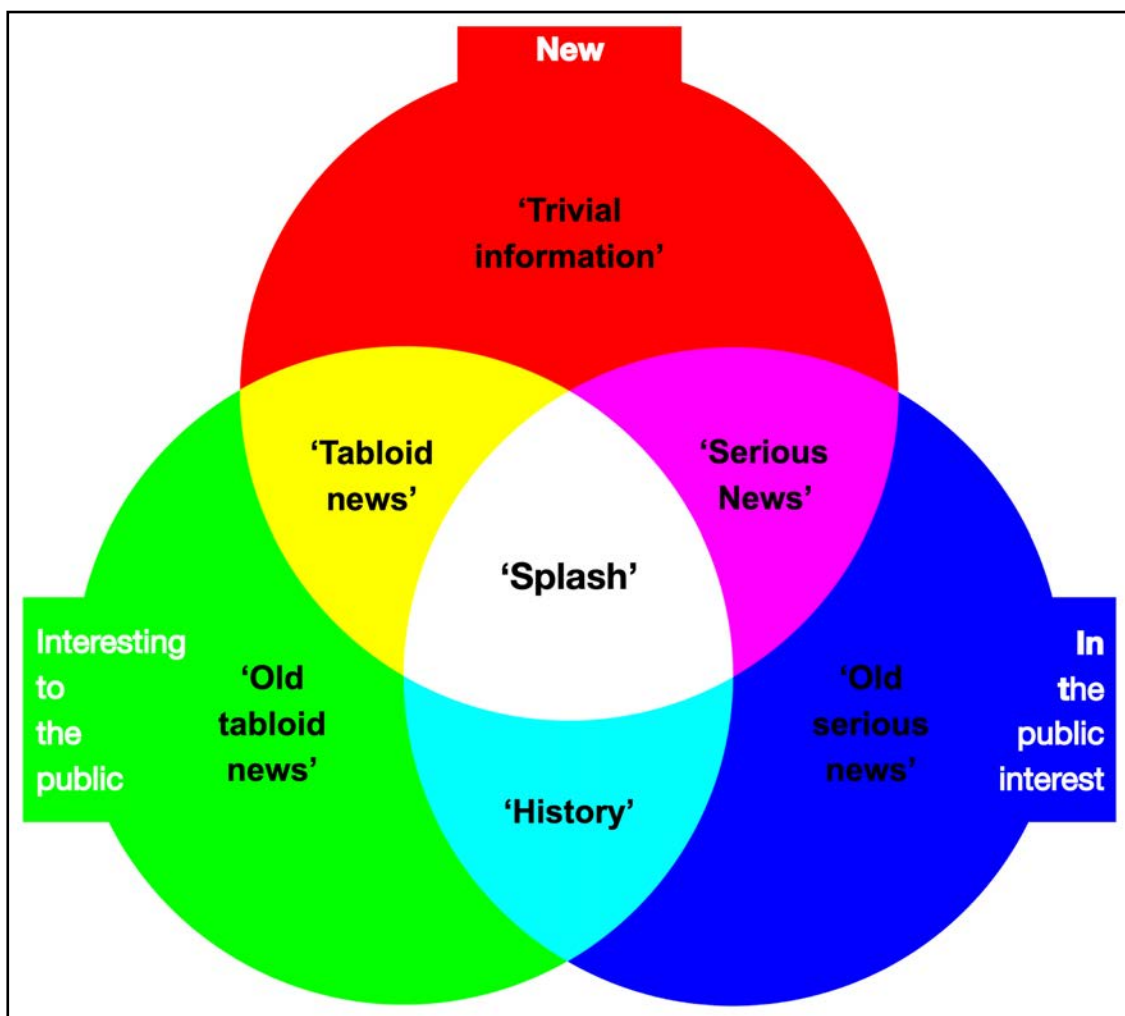 New
‘Trivial
information’
‘Tabloid
news’
‘Serious
News’
‘Splash’
Interesting
to
the
public
‘Old
tabloid
news’
‘Old
serious
news’
In
the
public
interest
‘History’